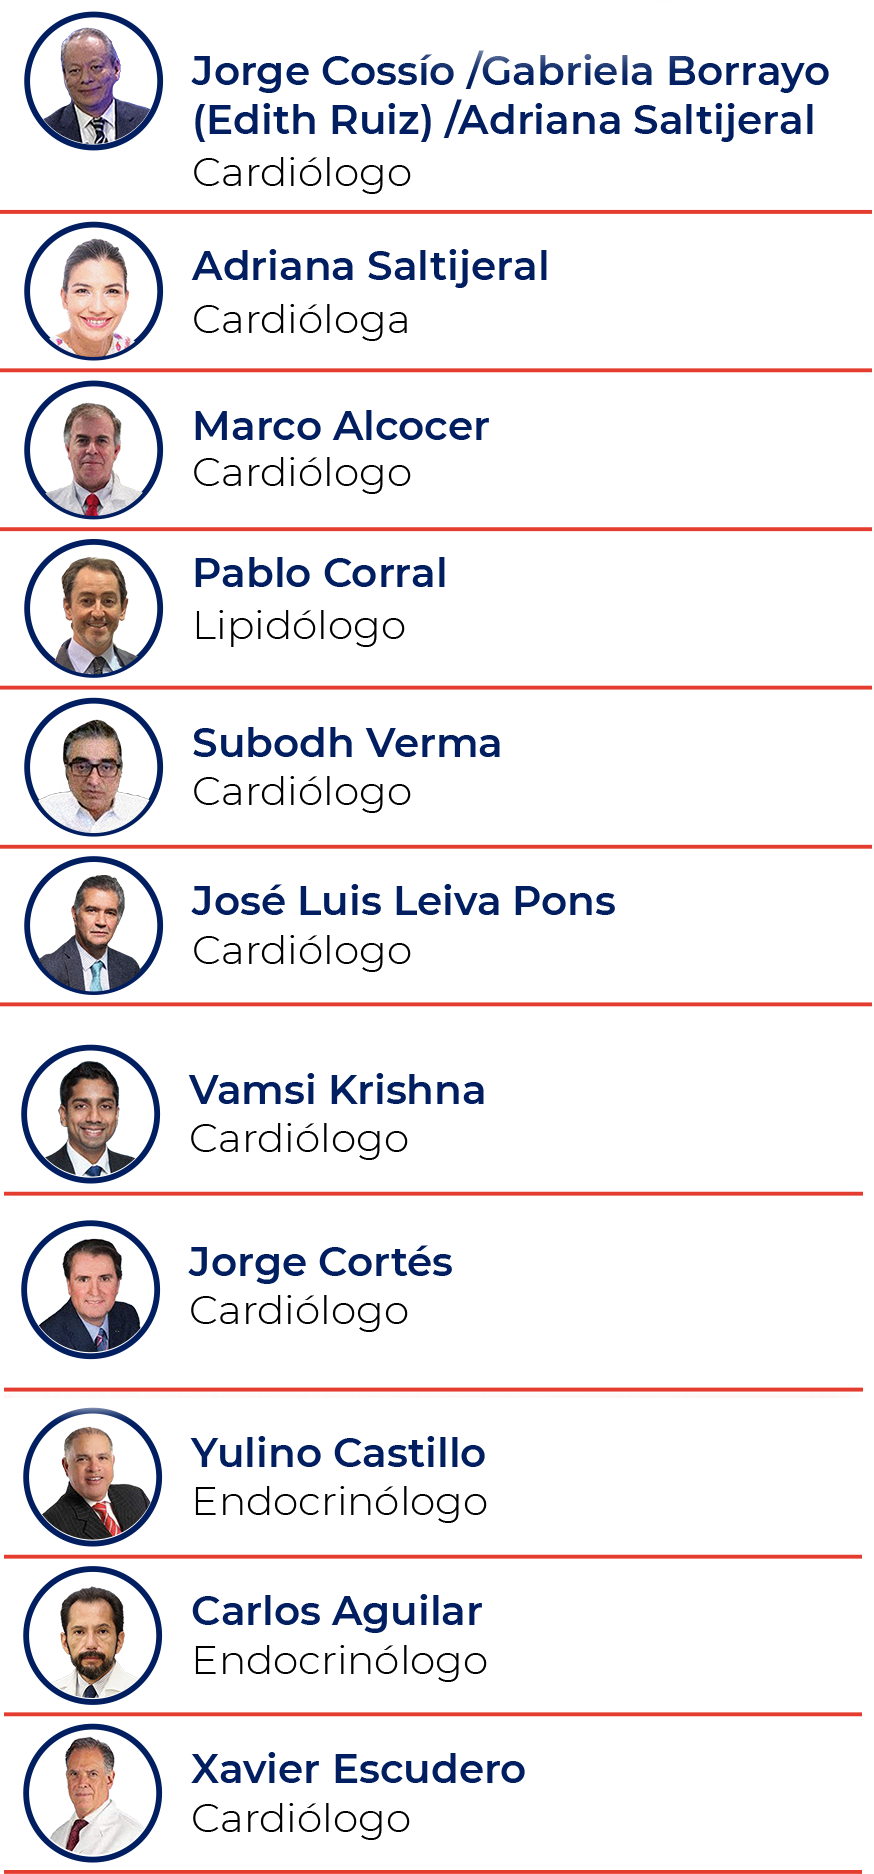 Jorge Cossío /Gabriela Borrayo
(Edith Ruiz) /Adriana Saltijeral
Cardiólogo
Adriana Saltijeral
Cardióloga
Marco Alcocer
Cardiólogo
Pablo Corral
Lipidólogo
Subodh Verma
Cardiólogo
José Luis Leiva Pons
Cardiólogo
Vamsi Krishna
Cardiólogo
Jorge Cortés
Cardiólogo
Yulino Castillo
Endocrinólogo
Carlos Aguilar
Endocrinólogo
Xavier Escudero
Cardiólogo